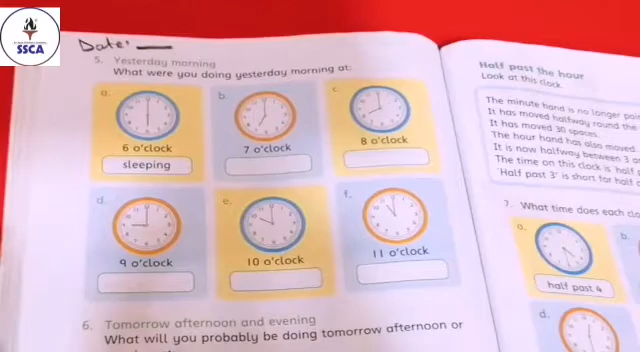 SSCA
Date:
5. Yesterday morning
What were you doing yesterday morning at:
a.
b.
c.
6 o'clock
7 o'clock
8 o'clock
sleeping
d.
e.
f.
9 o'clock
10 o'clock
11 o'clock
6. Tomorrow afternoon and evening
What will you probably be doing tomorrow afternoon or
Half past the hour
Look at this clock.
The minute hand is no longer
It has moved halfway round the
It has moved 30 spaces.
The hour hand has also moved.
It is now halfway between 3
The time on this clock is half
'Half past 3' is short for half
7. What time does each
a.
b.
half past 4
d.